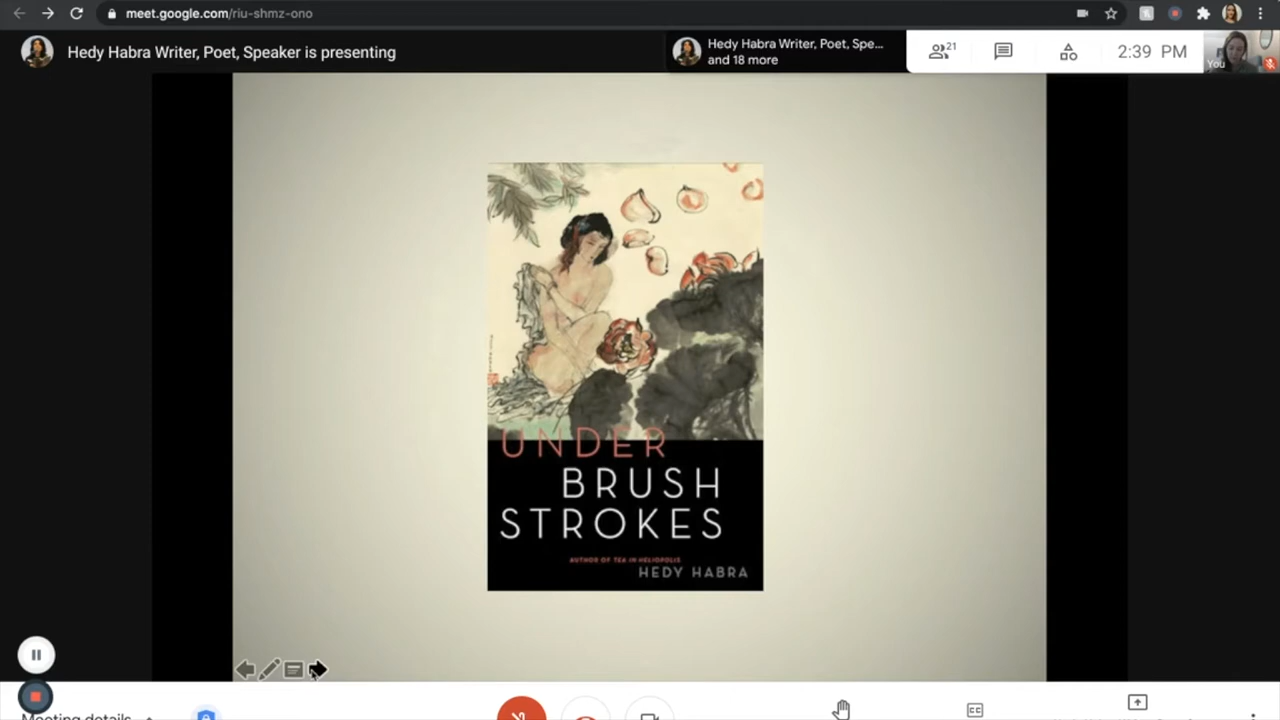 meet.google.com/riu-shmz-ono
Hedy Habra Writer, Poet, Speaker is presenting
Hedy Habra Writer, Poet, Spe...
and 18 more
21
2:39 PM
You
UNDER
BRUSH
STROKES
AUTHOR OF TEA IN HELIOPOLIS
HEDY HABRA
Meeting details